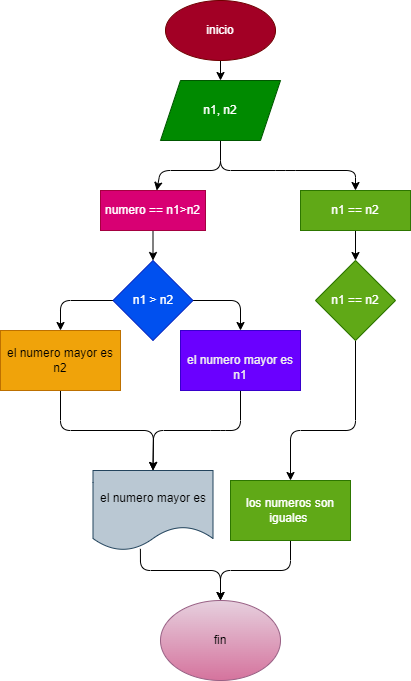 inicio
n1, n2
numero == n1>n2
n1 == n2
n1 > n2
n1 == n2
el numero mayor es
n2
el numero mayor es
n1
el numero mayor es
los numeros son
iguales
fin